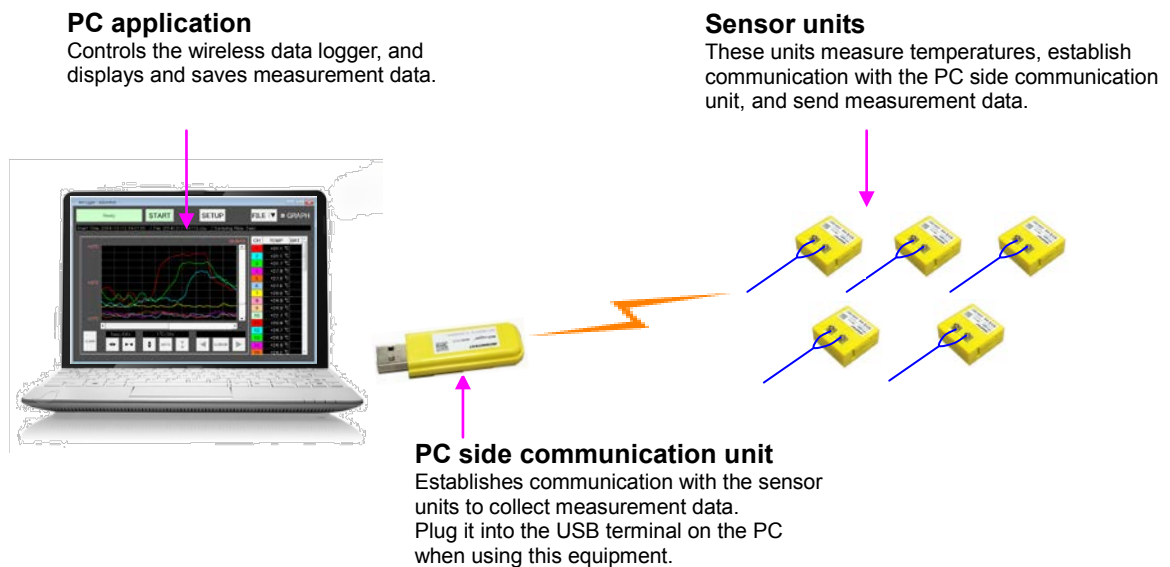 PC application
Controls the wireless data logger, and
displays and saves measurement data.
Sensor units
These units measure temperatures, establish
communication with the PC side communication
unit, and send measurement data.
START
SETUP
FILE
GRAPH
CH TEMP
PC side communication unit
Establishes communication with the sensor
units to collect measurement data.
Plug it into the USB terminal on the PC
when using this equipment.